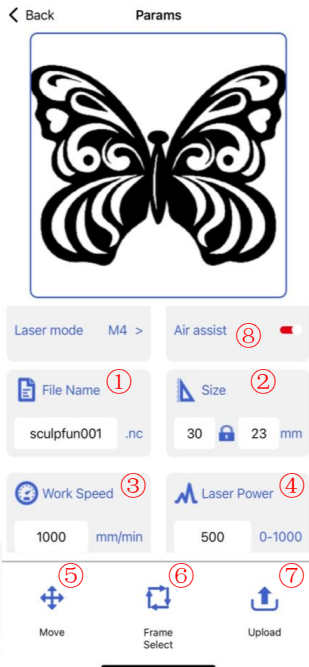 Back Params
Laser mode M4 > Air assist ⑧
File Name ① Size ②
sculpfun001 .nc 30 23 mm
Work Speed ③ Laser Power ④
1000 mm/min 500 0-1000
⑤ ⑥ ⑦
Move Frame Upload
Select